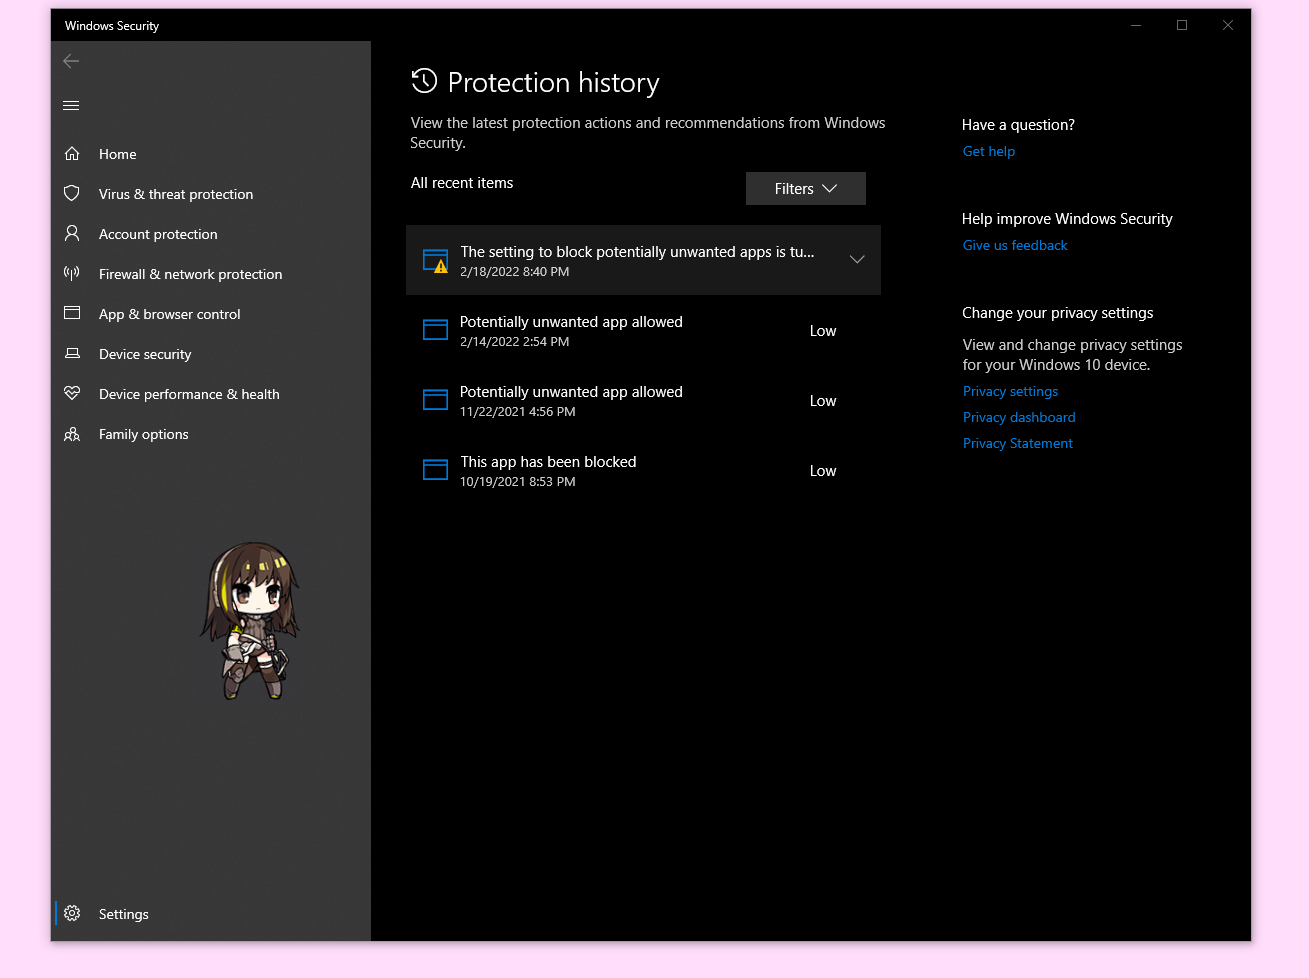 Windows Security
Home
Virus & threat protection
Account protection
Firewall & network protection
App & browser control
Device security
Device performance & health
Family options
Settings
Protection history
View the latest protection actions and recommendations from Windows
Security.
All recent items
Filters
The setting to block potentially unwanted apps is tu...
2/18/2022 8:40 PM
Potentially unwanted app allowed
2/14/2022 2:54 PM
Low
Potentially unwanted app allowed
11/22/2021 4:56 PM
Low
This app has been blocked
10/19/2021 8:53 PM
Low
Have a question?
Get help
Help improve Windows Security
Give us feedback
Change your privacy settings
View and change privacy settings
for your Windows 10 device.
Privacy settings
Privacy dashboard
Privacy Statement